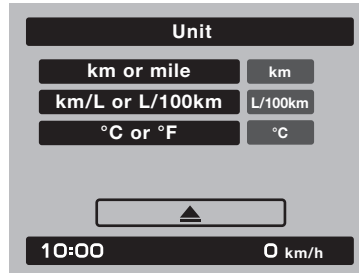 Unit
km or mile km
km/L or L/100km L/100km
°C or °F °C
10:00 0 km/h